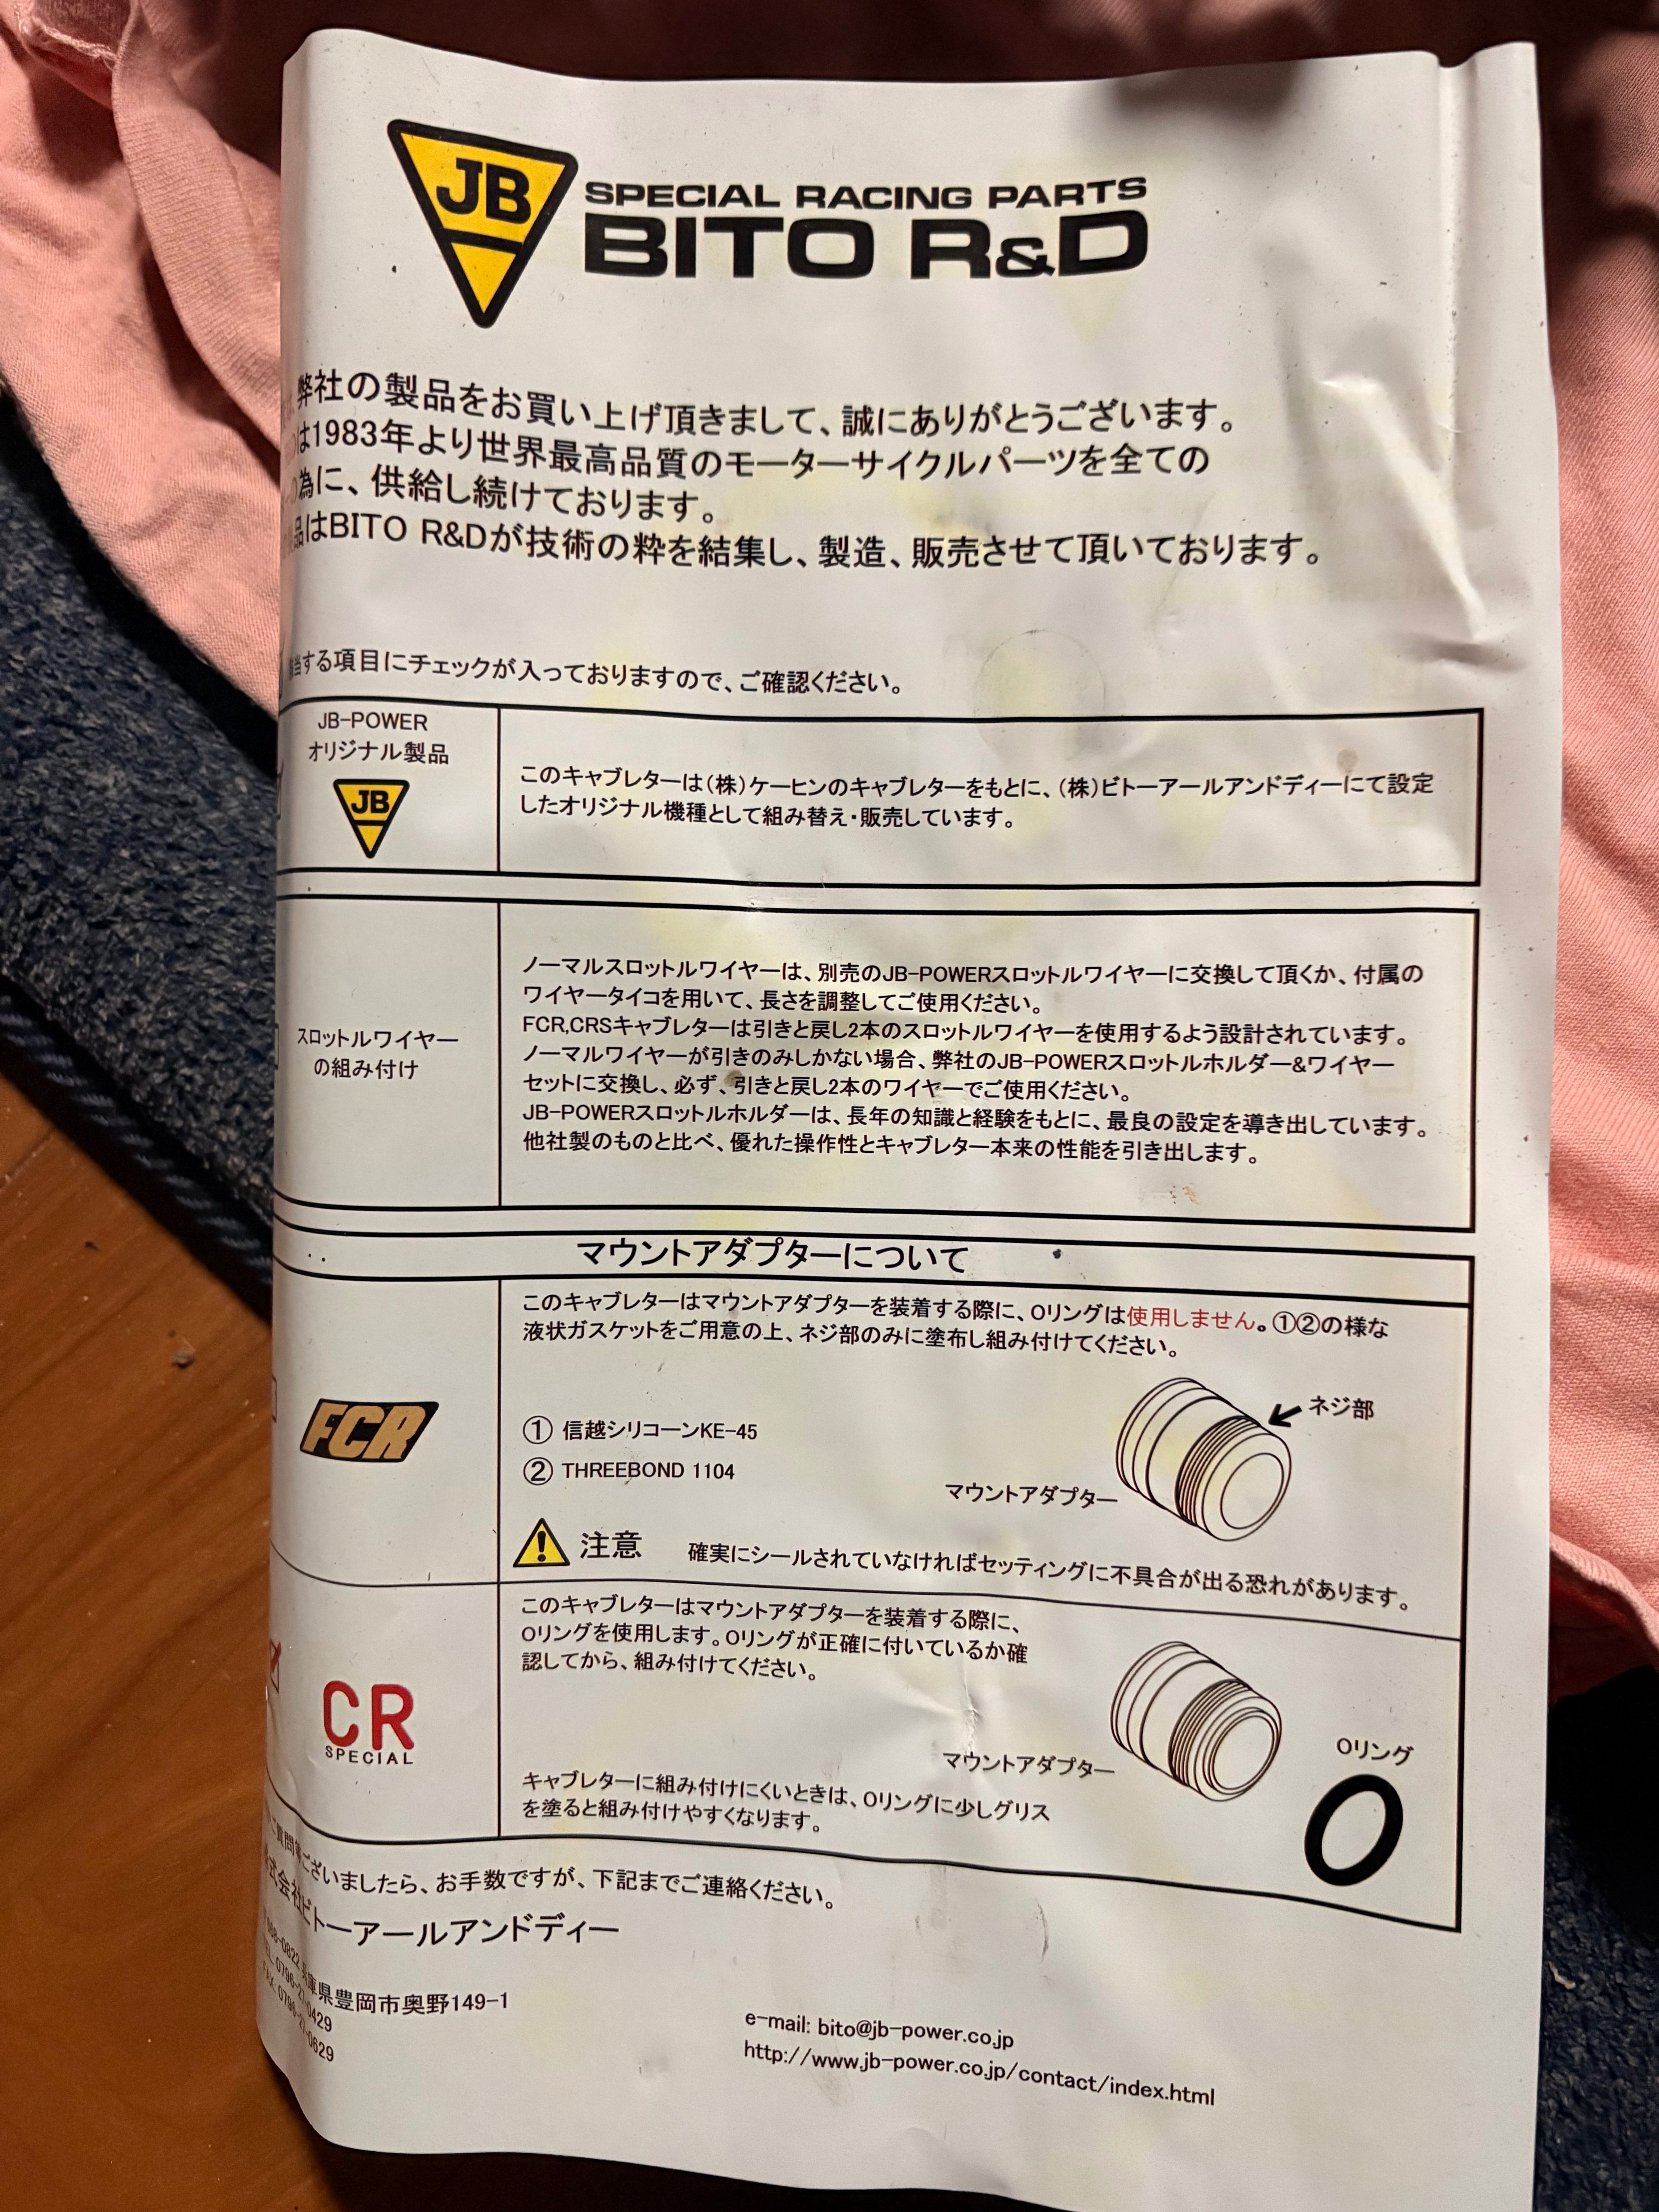 JB
SPECIAL RACING PARTS
BITO R&D
弊社の製品をお買い上げ頂きまして、誠にありがとうございます。
は1983年より世界最高品質のモーターサイクルパーツを全ての
為に、供給し続けております。
品はBITO R&Dが技術の粋を結集し、製造、販売させて頂いております。
当する項目にチェックが入っておりますので、ご確認ください。
JB-POWER
オリジナル製品
JB
このキャブレターは(株)ケーヒンのキャブレターをもとに、(株)ビトーアールアンドディーにて設定
したオリジナル機種として組み替え・販売しています。
スロットルワイヤー
の組み付け
ノーマルスロットルワイヤーは、別売のJB-POWERスロットルワイヤーに交換して頂くか、付属の
ワイヤータイコを用いて、長さを調整してご使用ください。
FCR,CRSキャブレターは引きと戻し2本のスロットルワイヤーを使用するよう設計されています。
ノーマルワイヤーが引きのみしかない場合、弊社のJB-POWERスロットルホルダー&ワイヤー
セットに交換し、必ず、引きと戻し2本のワイヤーでご使用ください。
JB-POWERスロットルホルダーは、長年の知識と経験をもとに、最良の設定を導き出しています。
他社製のものと比べ、優れた操作性とキャブレター本来の性能を引き出します。
マウントアダプターについて
FCR
このキャブレターはマウントアダプターを装着する際に、Oリングは使用しません。①②の様な
液状ガスケットをご用意の上、ネジ部のみに塗布し組み付けてください。
ネジ部
① 信越シリコーンKE-45
② THREEBOND 1104
マウントアダプター
注意 確実にシールされていなければセッティングに不具合が出る恐れがあります。
CR
SPECIAL
このキャブレターはマウントアダプターを装着する際に、
Oリングを使用します。Oリングが正確に付いているか確
認してから、組み付けてください。
マウントアダプター
Oリング
キャブレターに組み付けにくいときは、Oリングに少しグリス
を塗ると組み付けやすくなります。
ご質問等ございましたら、お手数ですが、下記までご連絡ください。
式会社ビトーアールアンドディー
68-0822 兵庫県豊岡市奥野149-1
TEL: 0796-27-0429
FAX: 0796-27-0629
e-mail: bito@jb-power.co.jp
http://www.jb-power.co.jp/contact/index.html